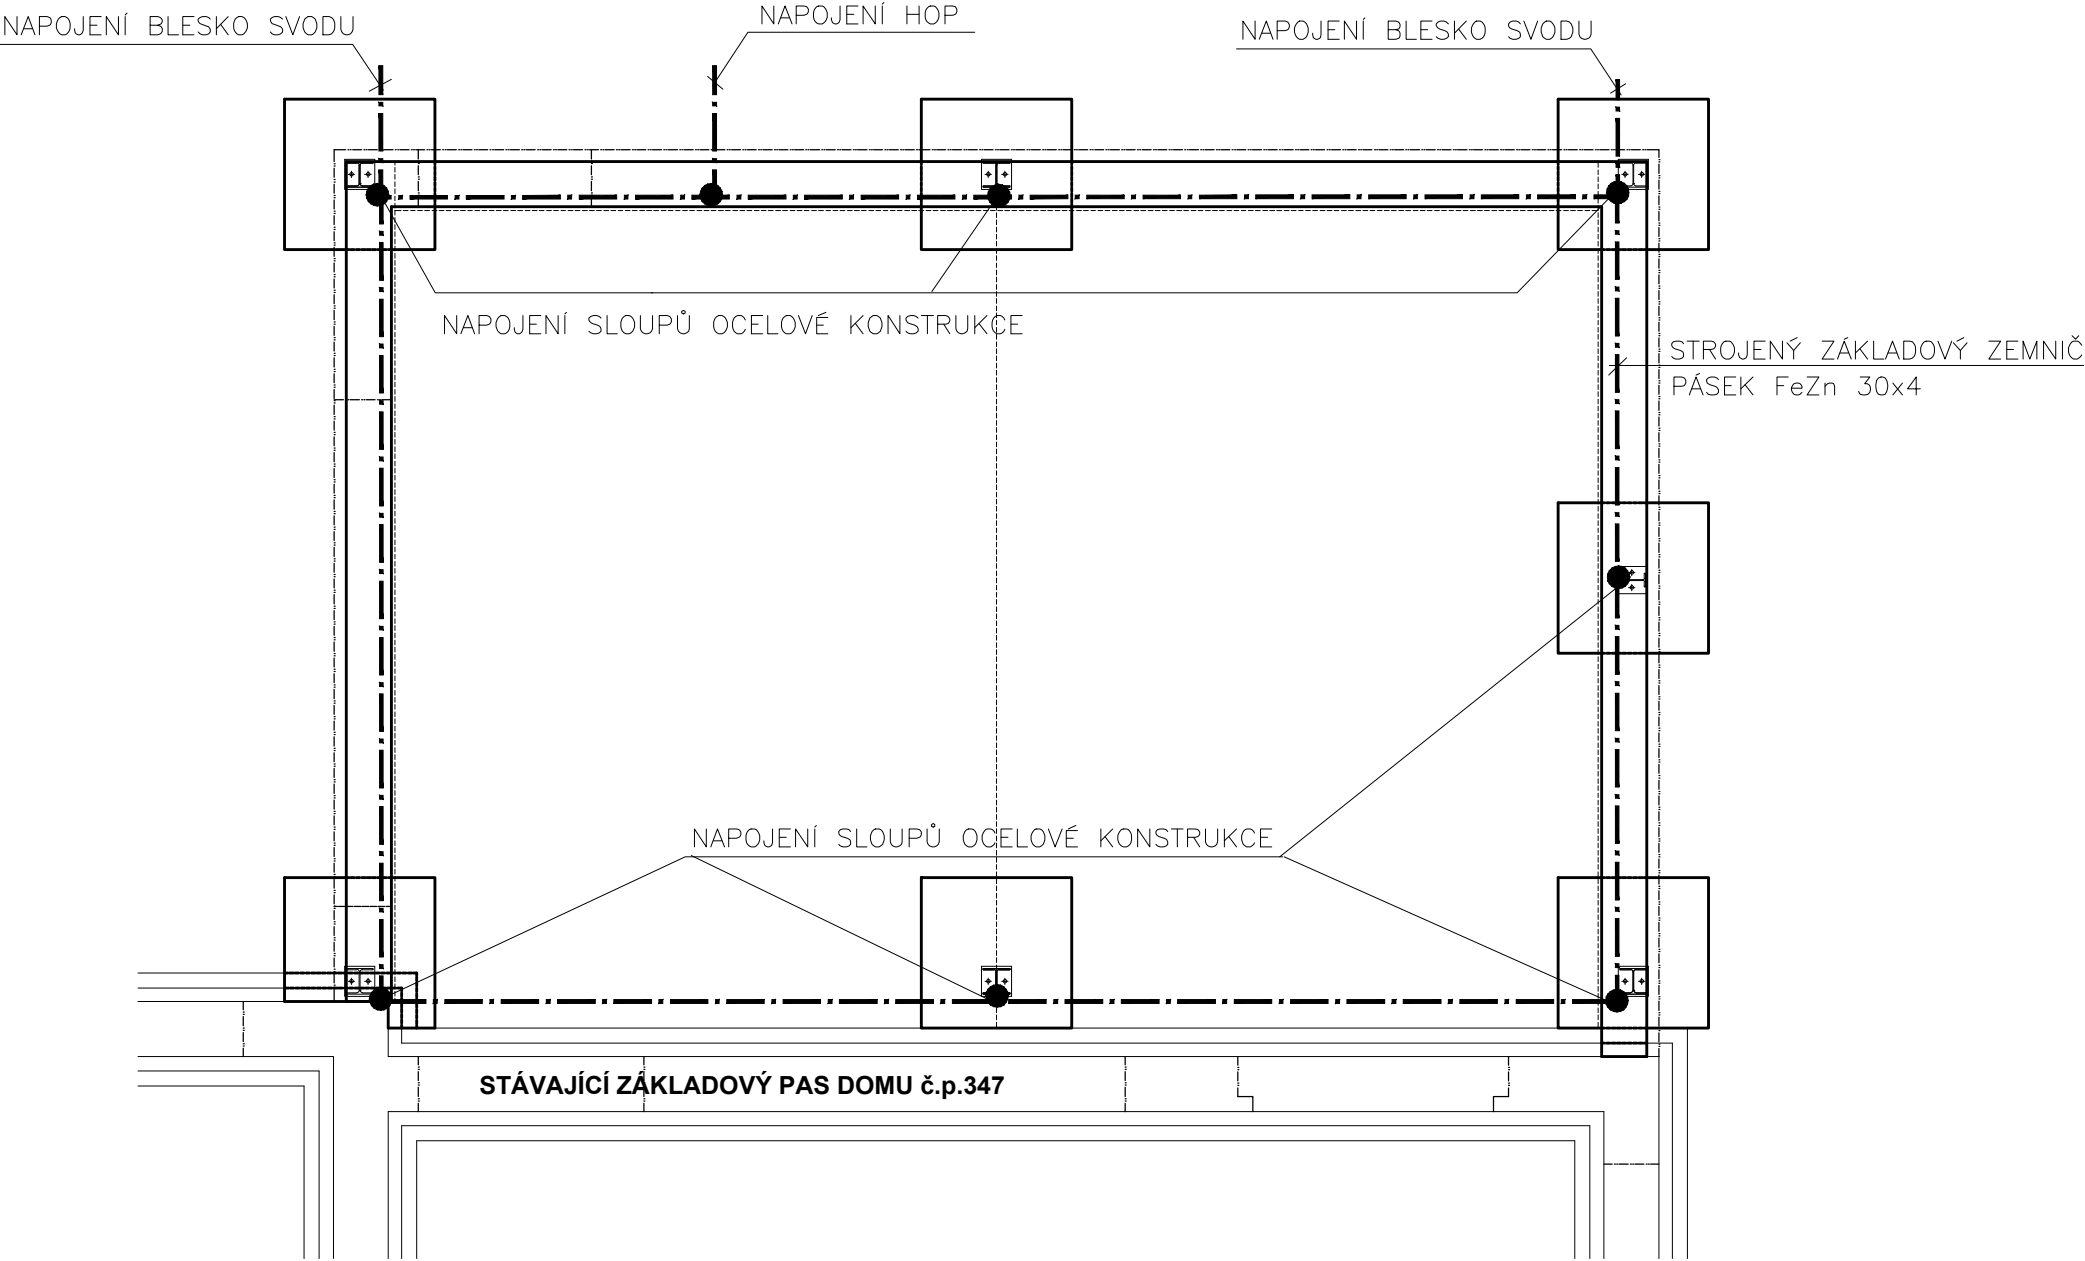 NAPOJENÍ BLESKO SVODU
NAPOJENÍ HOP
NAPOJENÍ BLESKO SVODU
NAPOJENÍ SLOUPŮ OCELOVÉ KONSTRUKCE
STROJENÝ ZÁKLADOVÝ ZEMNIČ
PÁSEK FeZn 30x4
NAPOJENÍ SLOUPŮ OCELOVÉ KONSTRUKCE
STÁVAJÍCÍ ZÁKLADOVÝ PAS DOMU č.p.347